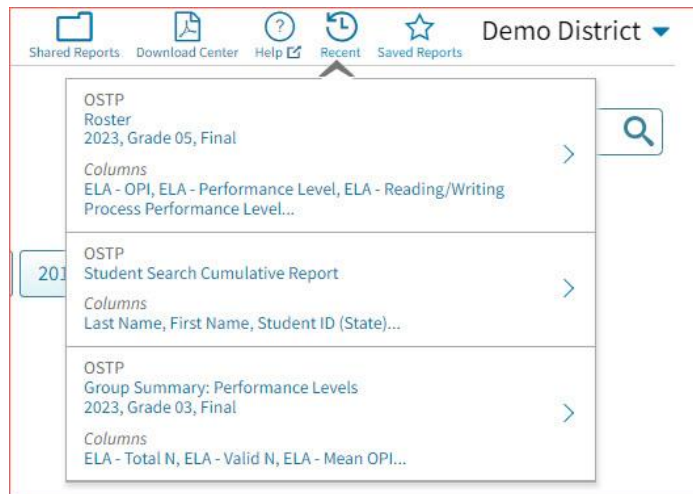 Shared Reports Download Center Help Recent Saved Reports Demo District
OSTP
Roster
2023, Grade 05, Final
Columns
ELA - OPI, ELA - Performance Level, ELA - Reading/Writing
Process Performance Level...
201
OSTP
Student Search Cumulative Report
Columns
Last Name, First Name, Student ID (State)...
OSTP
Group Summary: Performance Levels
2023, Grade 03, Final
Columns
ELA - Total N, ELA - Valid N, ELA - Mean OPI...